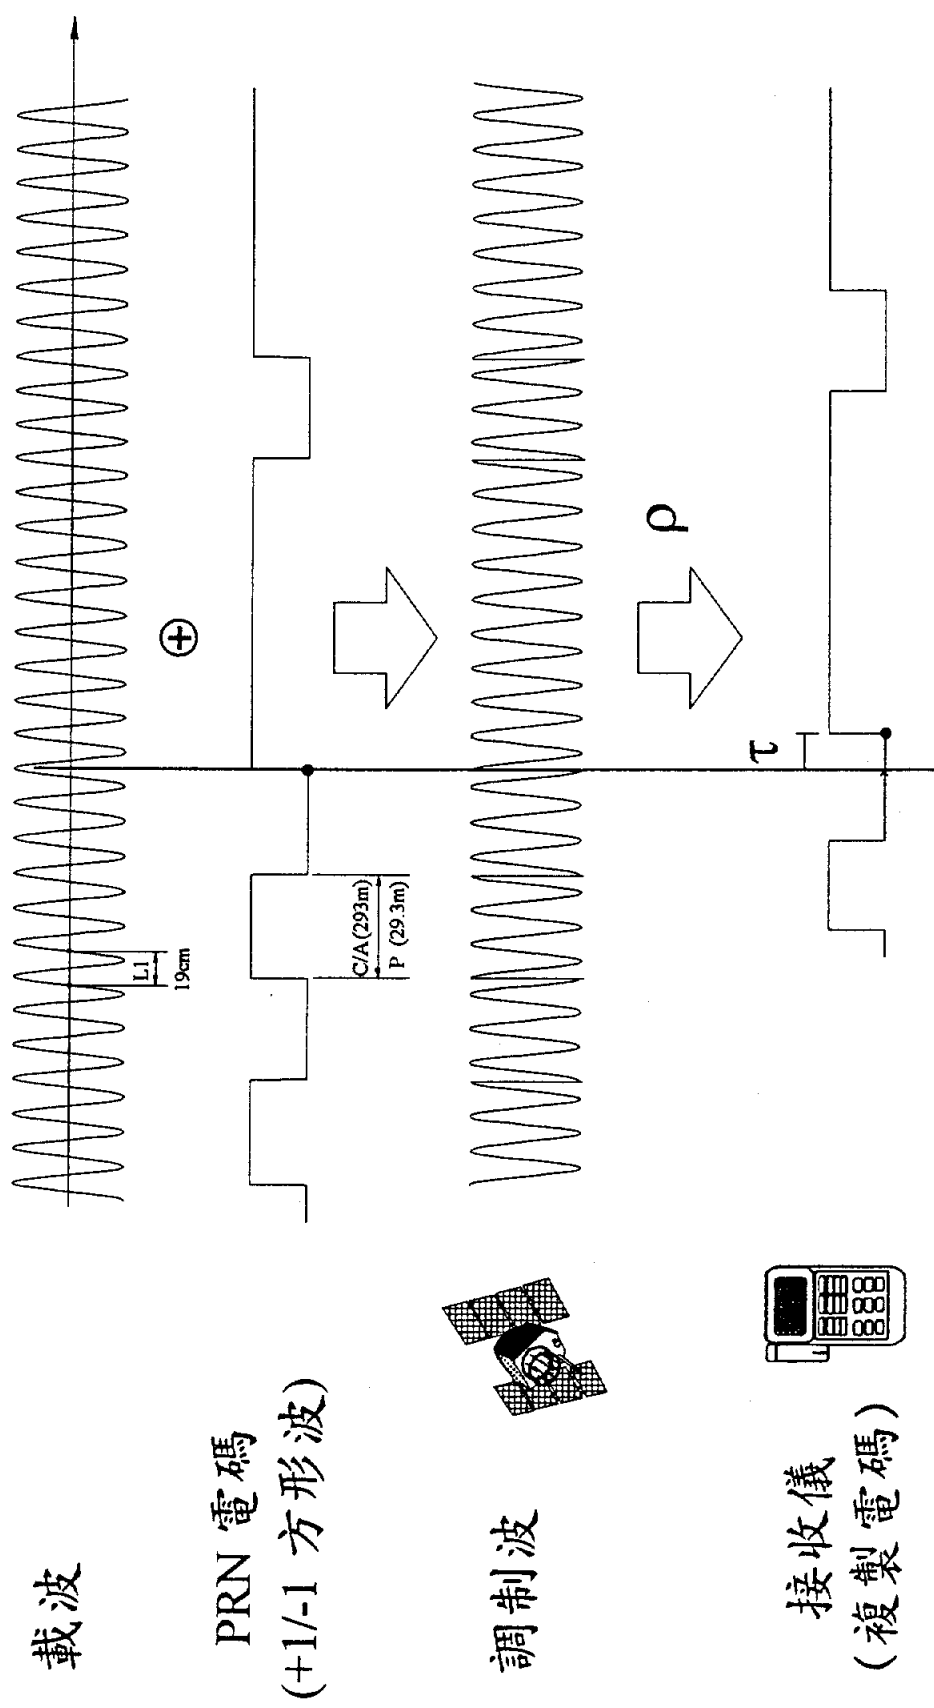 載波
L1
19cm
PRN 電碼
(+1/-1 方形波)
C/A(293m)
P (29.3m)
調制波
ρ
τ
接收儀
(複製電碼)